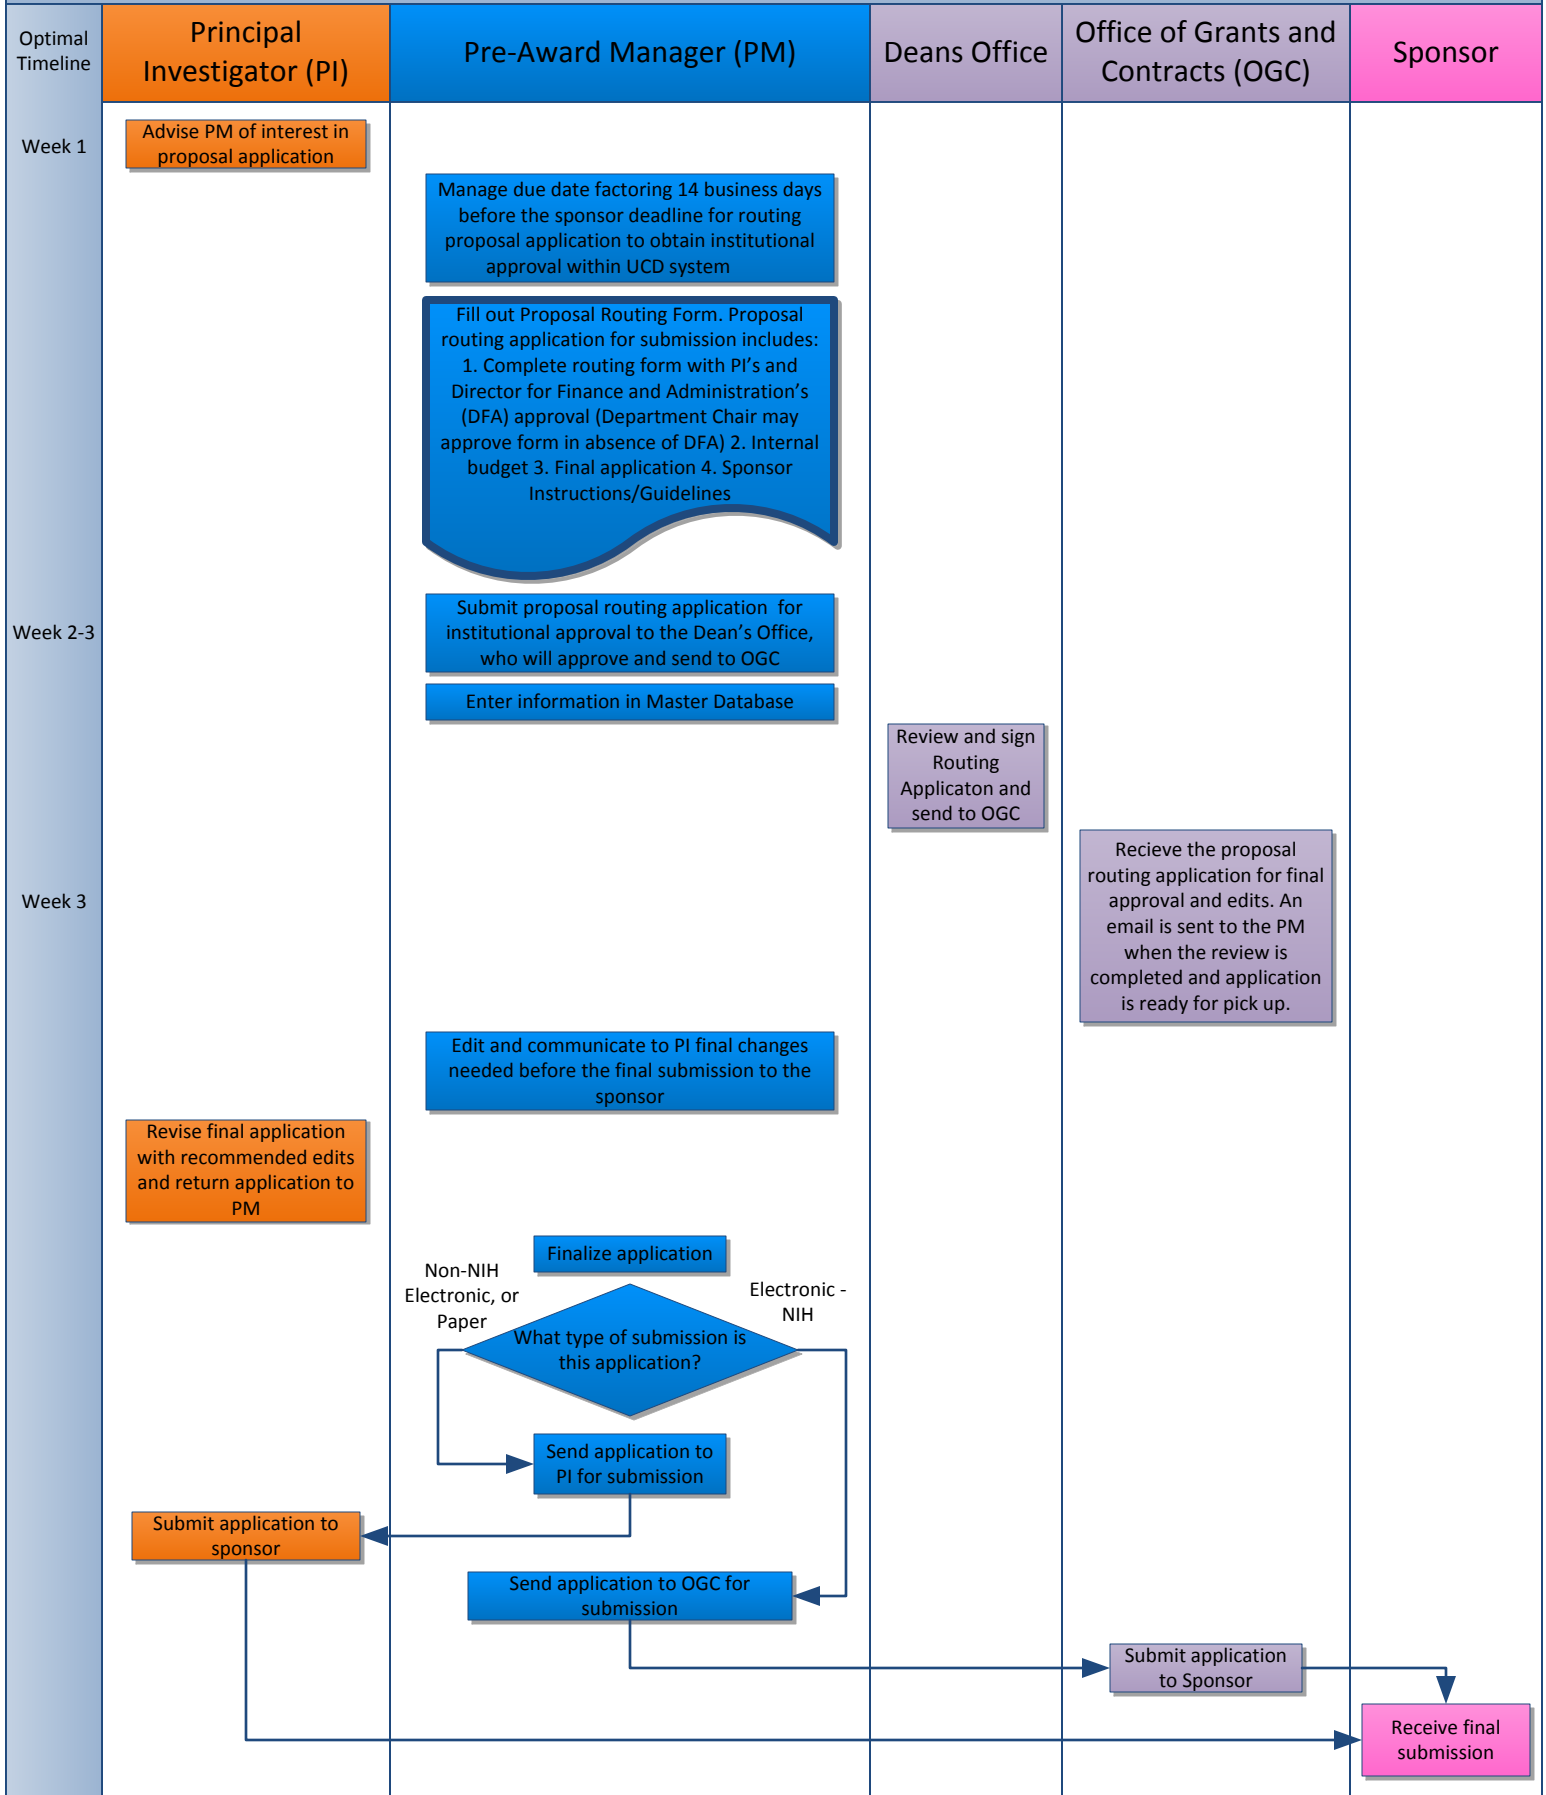 Optimal
Timeline
Principal
Investigator (PI)
Pre-Award Manager (PM)
Deans Office
Office of Grants and
Contracts (OGC)
Sponsor
Week 1
Advise PM of interest in
proposal application
Manage due date factoring 14 business days
before the sponsor deadline for routing
proposal application to obtain institutional
approval within UCD system
Fill out Proposal Routing Form. Proposal
routing application for submission includes:
1. Complete routing form with PI’s and
Director for Finance and Administration’s
(DFA) approval (Department Chair may
approve form in absence of DFA) 2. Internal
budget 3. Final application 4. Sponsor
Instructions/Guidelines
Week 2-3
Submit proposal routing application for
institutional approval to the Dean’s Office,
who will approve and send to OGC
Enter information in Master Database
Review and sign
Routing
Applicaton and
send to OGC
Week 3
Recieve the proposal
routing application for final
approval and edits. An
email is sent to the PM
when the review is
completed and application
is ready for pick up.
Edit and communicate to PI final changes
needed before the final submission to the
sponsor
Revise final application
with recommended edits
and return application to
PM
Finalize application
Non-NIH
Electronic, or
Paper
Electronic -
NIH
What type of submission is
this application?
Send application to
PI for submission
Submit application to
sponsor
Send application to OGC for
submission
Submit application
to Sponsor
Receive final
submission